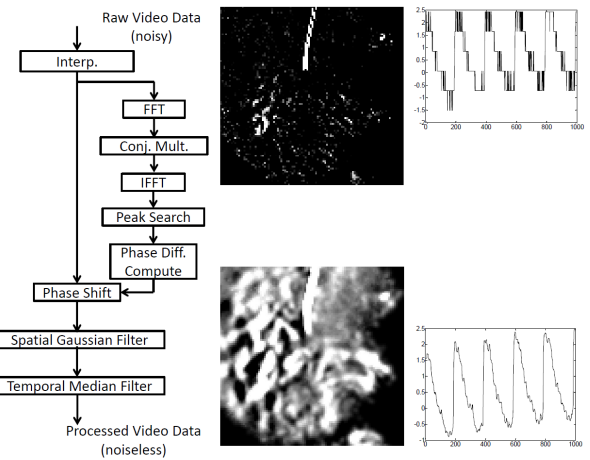 Raw Video Data
(noisy)
Interp.
FFT
Conj. Mult.
IFFT
Peak Search
Phase Diff.
Compute
Phase Shift
Spatial Gaussian Filter
Temporal Median Filter
Processed Video Data
(noiseless)
2.5
2
1.5
1
0.5
0
-0.5
-1
-1.5
-2
0 200 400 600 800 1000
2.5
2
1.5
1
0.5
0
-0.5
-1
0 200 400 600 800 1000